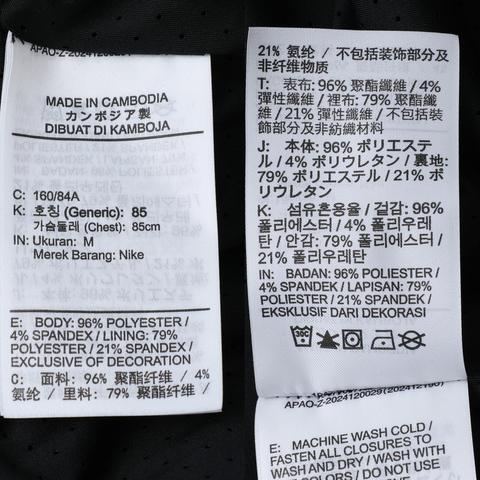 APAO-Z-20241200
MADE IN CAMBODIA
カンボジア製
DIBUAT DI KAMBOJA
C: 160/84A
K: 호칭 (Generic): 85
가슴둘레 (Chest): 85cm
IN: Ukuran: M
Merek Barang: Nike
E: BODY: 96% POLYESTER /
4% SPANDEX / LINING: 79%
POLYESTER / 21% SPANDEX /
EXCLUSIVE OF DECORATION
C: 面料: 96% 聚酯纤维 / 4%
氨纶 / 里料: 79% 聚酯纤维 /
21% 氨纶 / 不包括装饰部分及
非纤维物质
T: 表布: 96% 聚酯纖維 / 4%
彈性纖維 / 裡布: 79% 聚酯纖
維 / 21% 彈性纖維 / 不包括裝
飾部分及非紡織材料
J: 本体: 96% ポリエステ
ル / 4% ポリウレタン / 裏地:
79% ポリエステル / 21% ポ
リウレタン
K: 섬유혼용율 / 겉감: 96%
폴리에스터 / 4% 폴리우레
탄 / 안감: 79% 폴리에스터 /
21% 폴리우레탄
IN: BADAN: 96% POLIESTER /
4% SPANDEK / LAPISAN: 79%
POLIESTER / 21% SPANDEK /
EKSKLUSIF DARI DEKORASI
30C
APAO-Z-2024120029(20241219
E: MACHINE WASH COLD /
FASTEN ALL CLOSURES TO
WASH AND DRY / WASH WITH
COLORS / DO NOT USE